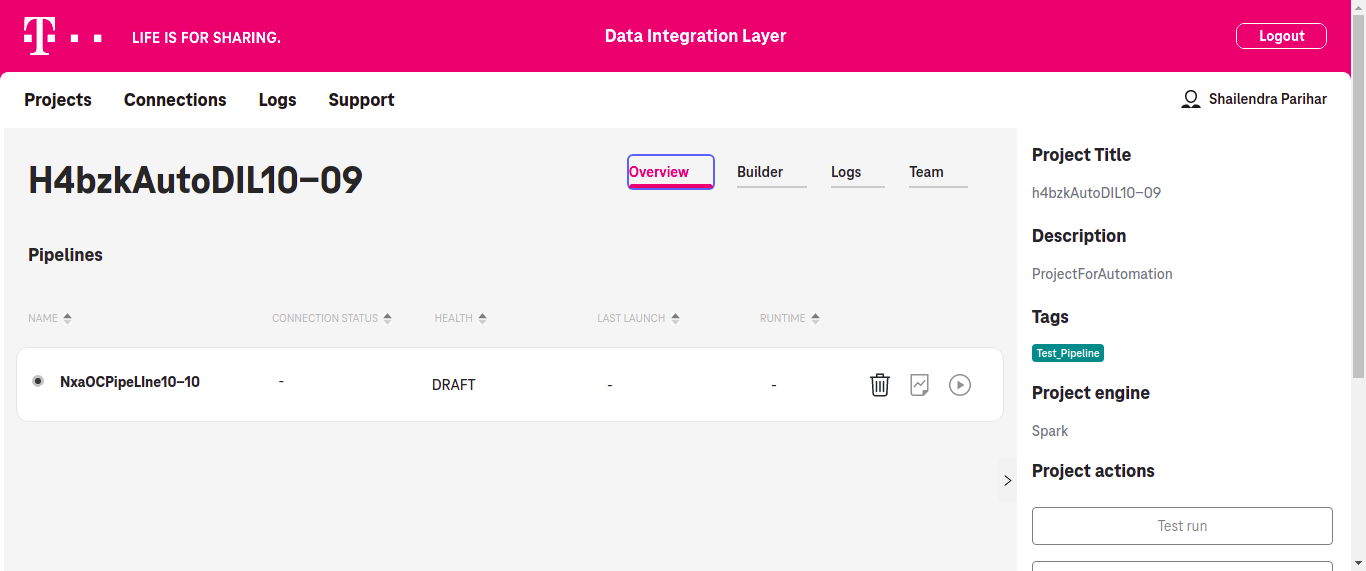 T
LIFE IS FOR SHARING.
Data Integration Layer
Logout
Projects
Connections
Logs
Support
Shailendra Parihar
H4bzkAutoDIL10-09
Overview
Builder
Logs
Team
Pipelines
NAME
CONNECTION STATUS
HEALTH
LAST LAUNCH
RUNTIME
NxaOCPipeLIne10-10
-
DRAFT
-
-
Project Title
h4bzkAutoDIL10-09
Description
ProjectForAutomation
Tags
Test_Pipeline
Project engine
Spark
Project actions
Test run